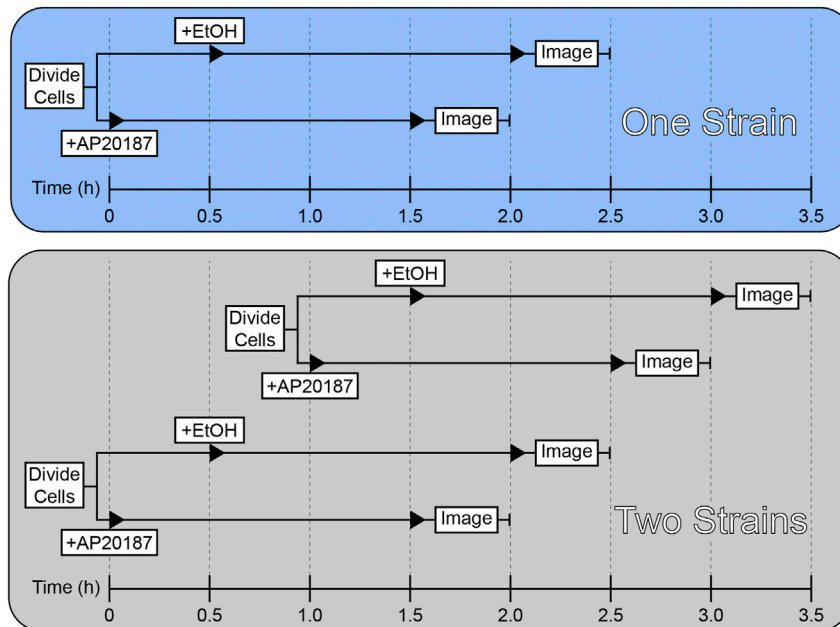 +EtOH
Image
Divide
Cells
Image
+AP20187
One Strain
Time (h)
0 0.5 1.0 1.5 2.0 2.5 3.0 3.5
+EtOH
Image
Divide
Cells
Image
+AP20187
+EtOH
Image
Divide
Cells
Image
+AP20187
Two Strains
Time (h)
0 0.5 1.0 1.5 2.0 2.5 3.0 3.5